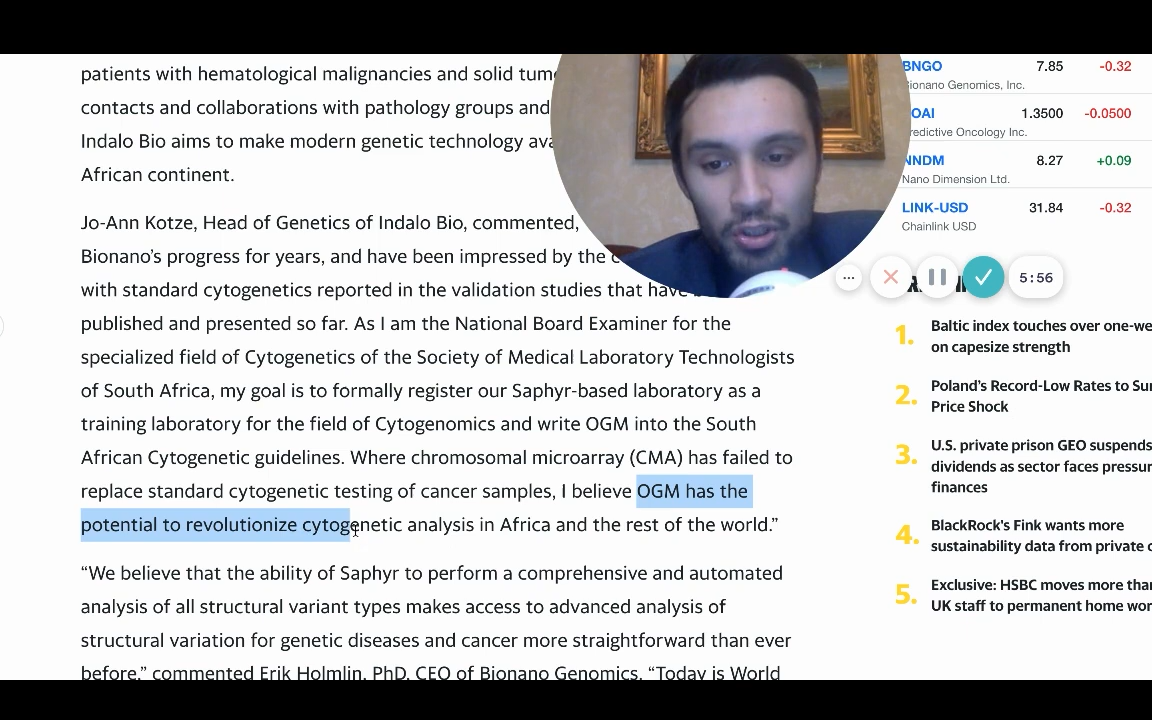 patients with hematological malignancies and solid
contacts and collaborations with pathology groups and
Indalo Bio aims to make modern genetic technology
African continent.
Jo-Ann Kotze, Head of Genetics of Indalo Bio, commented,
Bionano’s progress for years, and have been impressed by the
with standard cytogenetics reported in the validation studies that have
published and presented so far. As I am the National Board Examiner for the
specialized field of Cytogenetics of the Society of Medical Laboratory Technologists
of South Africa, my goal is to formally register our Saphyr-based laboratory as a
training laboratory for the field of Cytogenomics and write OGM into the South
African Cytogenetic guidelines. Where chromosomal microarray (CMA) has failed to
replace standard cytogenetic testing of cancer samples, I believe OGM has the
potential to revolutionize cytogenetic analysis in Africa and the rest of the world.”
“We believe that the ability of Saphyr to perform a comprehensive and automated
analysis of all structural variant types makes access to advanced analysis of
structural variation for genetic diseases and cancer more straightforward than ever
before,” commented Erik Holmlin, PhD, CEO of Bionano Genomics. “Today is World
BNGO 7.85 -0.32
Bionano Genomics, Inc.
OAI 1.3500 -0.0500
redictive Oncology Inc.
NNDM 8.27 +0.09
Nano Dimension Ltd.
LINK-USD 31.84 -0.32
Chainlink USD
5:56
1. Baltic index touches over one-we
on capesize strength
2. Poland’s Record-Low Rates to Sur
Price Shock
3. U.S. private prison GEO suspends
dividends as sector faces pressur
finances
4. BlackRock's Fink wants more
sustainability data from private c
5. Exclusive: HSBC moves more than
UK staff to permanent home wor